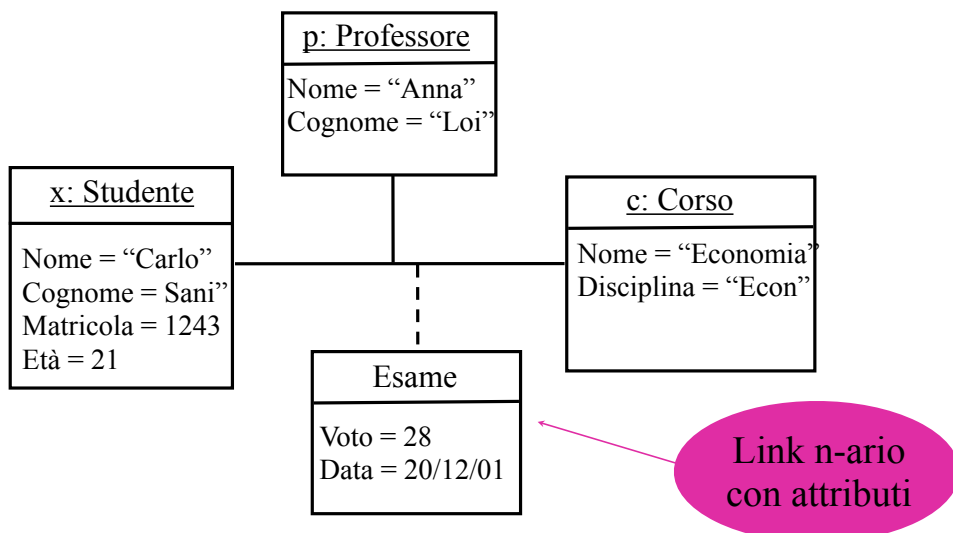 p: Professore
Nome = “Anna”
Cognome = “Loi”
x: Studente
Nome = “Carlo”
Cognome = Sani”
Matricola = 1243
Età = 21
c: Corso
Nome = “Economia”
Disciplina = “Econ”
Esame
Voto = 28
Data = 20/12/01
Link n-ario
con attributi